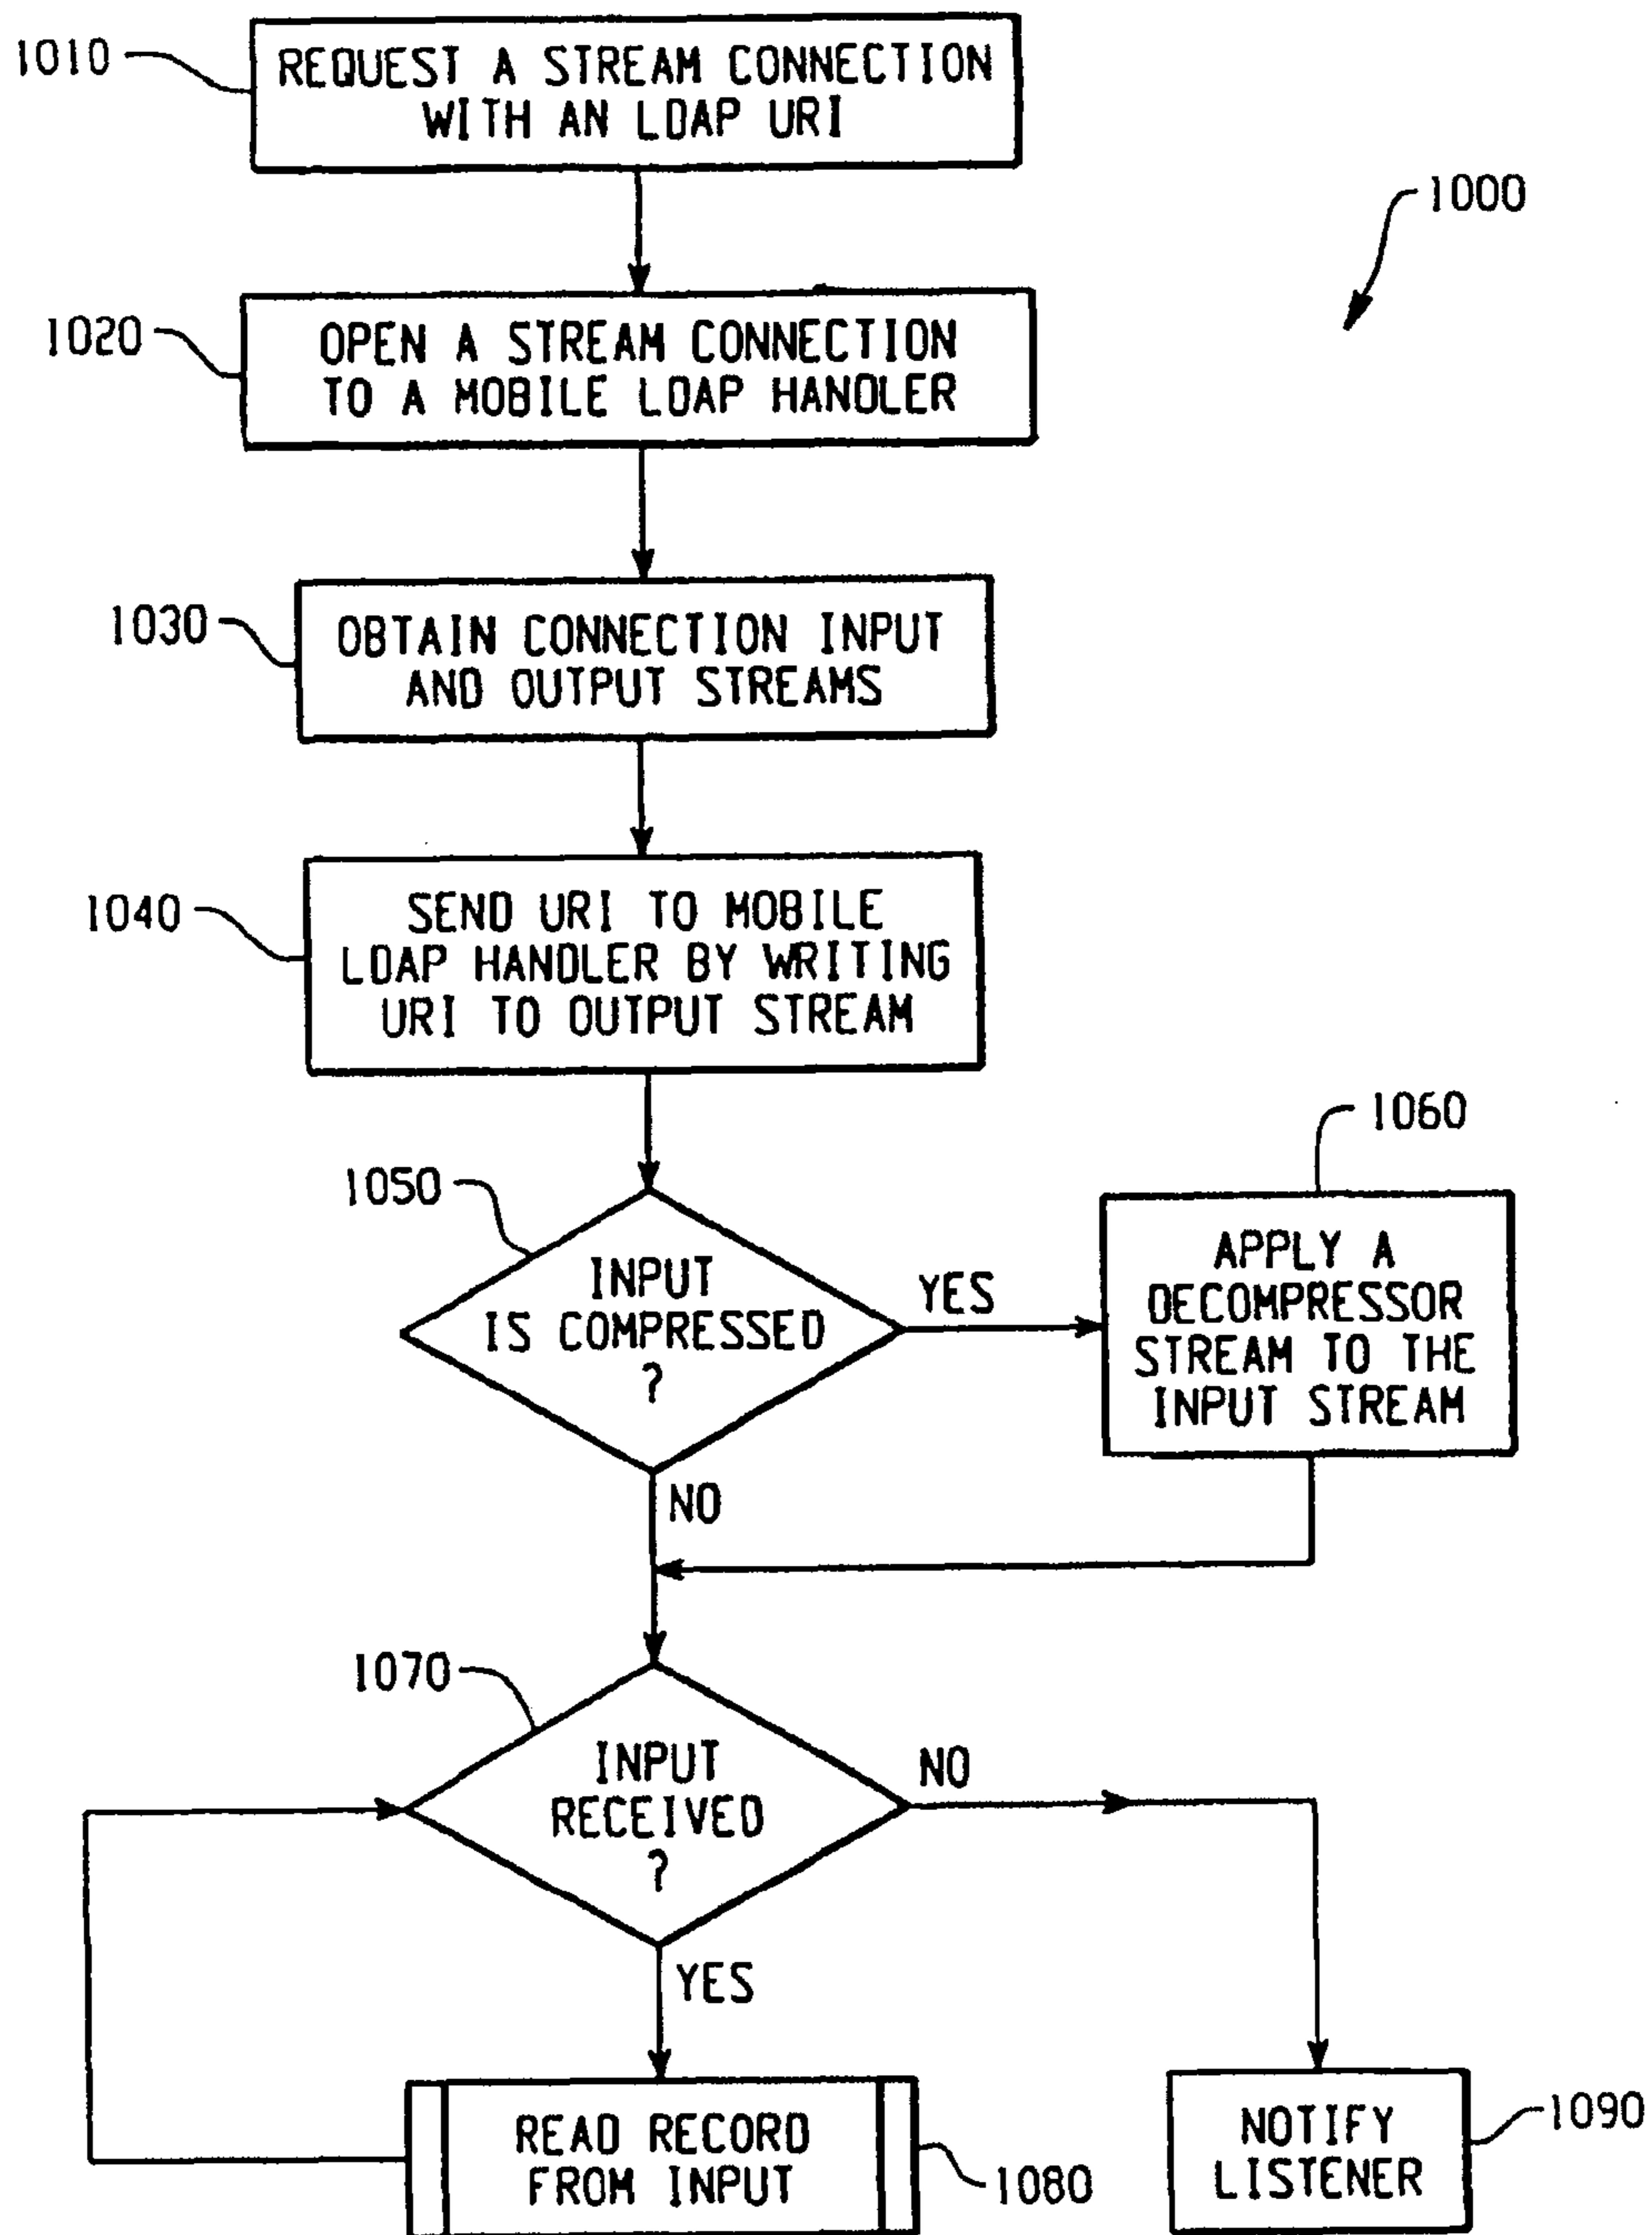 1010
REQUEST A STREAM CONNECTION
WITH AN LDAP URI
1000
1020
OPEN A STREAM CONNECTION
TO A MOBILE LDAP HANDLER
1030
OBTAIN CONNECTION INPUT
AND OUTPUT STREAMS
1040
SEND URI TO MOBILE
LDAP HANDLER BY WRITING
URI TO OUTPUT STREAM
1050
INPUT
IS COMPRESSED
?
YES
1060
APPLY A
DECOMPRESSOR
STREAM TO THE
INPUT STREAM
NO
1070
INPUT
RECEIVED
?
NO
YES
READ RECORD
FROM INPUT
1080
NOTIFY
LISTENER
1090